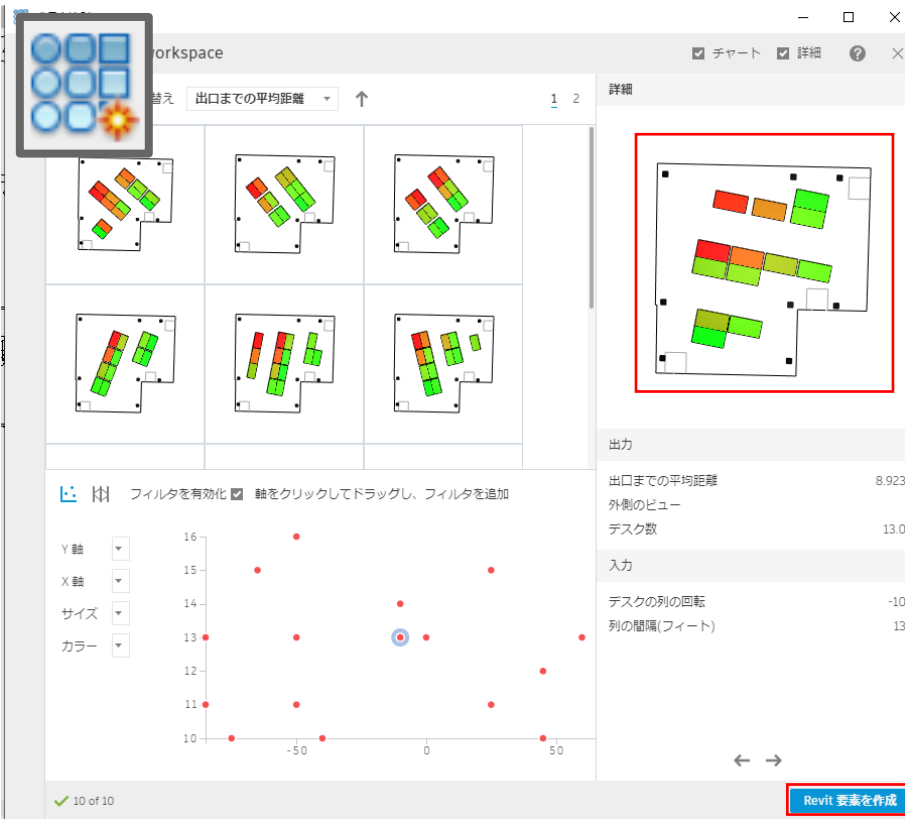 orkspace
チャート
詳細
替え
出口までの平均距離
1 2
詳細
フィルタを有効化
軸をクリックしてドラッグし、フィルタを追加
Y 軸
X 軸
サイズ
カラー
16
15
14
13
12
11
10
-50
0
50
出力
出口までの平均距離 8.923
外側のビュー
デスク数 13.0
入力
デスクの列の回転 -10
列の間隔(フィート) 13
10 of 10
Revit 要素を作成